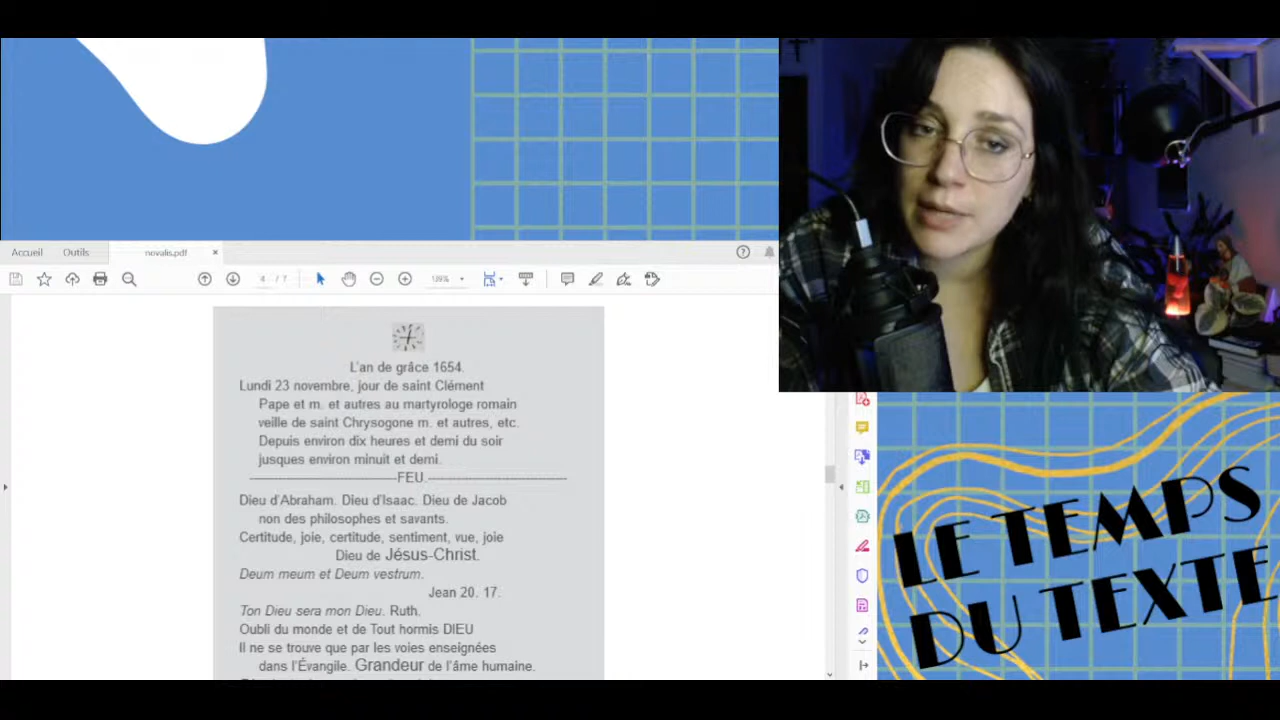 Accueil
Outils
novalis.pdf
4 / 7
139%
L'an de grâce 1654.
Lundi 23 novembre, jour de saint Clément
Pape et m. et autres au martyrologe romain
veille de saint Chrysogone m. et autres, etc.
Depuis environ dix heures et demi du soir
jusques environ minuit et demi.
FEU.
Dieu d'Abraham. Dieu d'Isaac. Dieu de Jacob
non des philosophes et savants.
Certitude, joie, certitude, sentiment, vue, joie
Dieu de Jésus-Christ.
Deum meum et Deum vestrum.
Jean 20. 17.
Ton Dieu sera mon Dieu. Ruth.
Oubli du monde et de Tout hormis DIEU
Il ne se trouve que par les voies enseignées
dans l'Évangile. Grandeur de l'âme humaine.
LE TEMPS
DU TEXTE